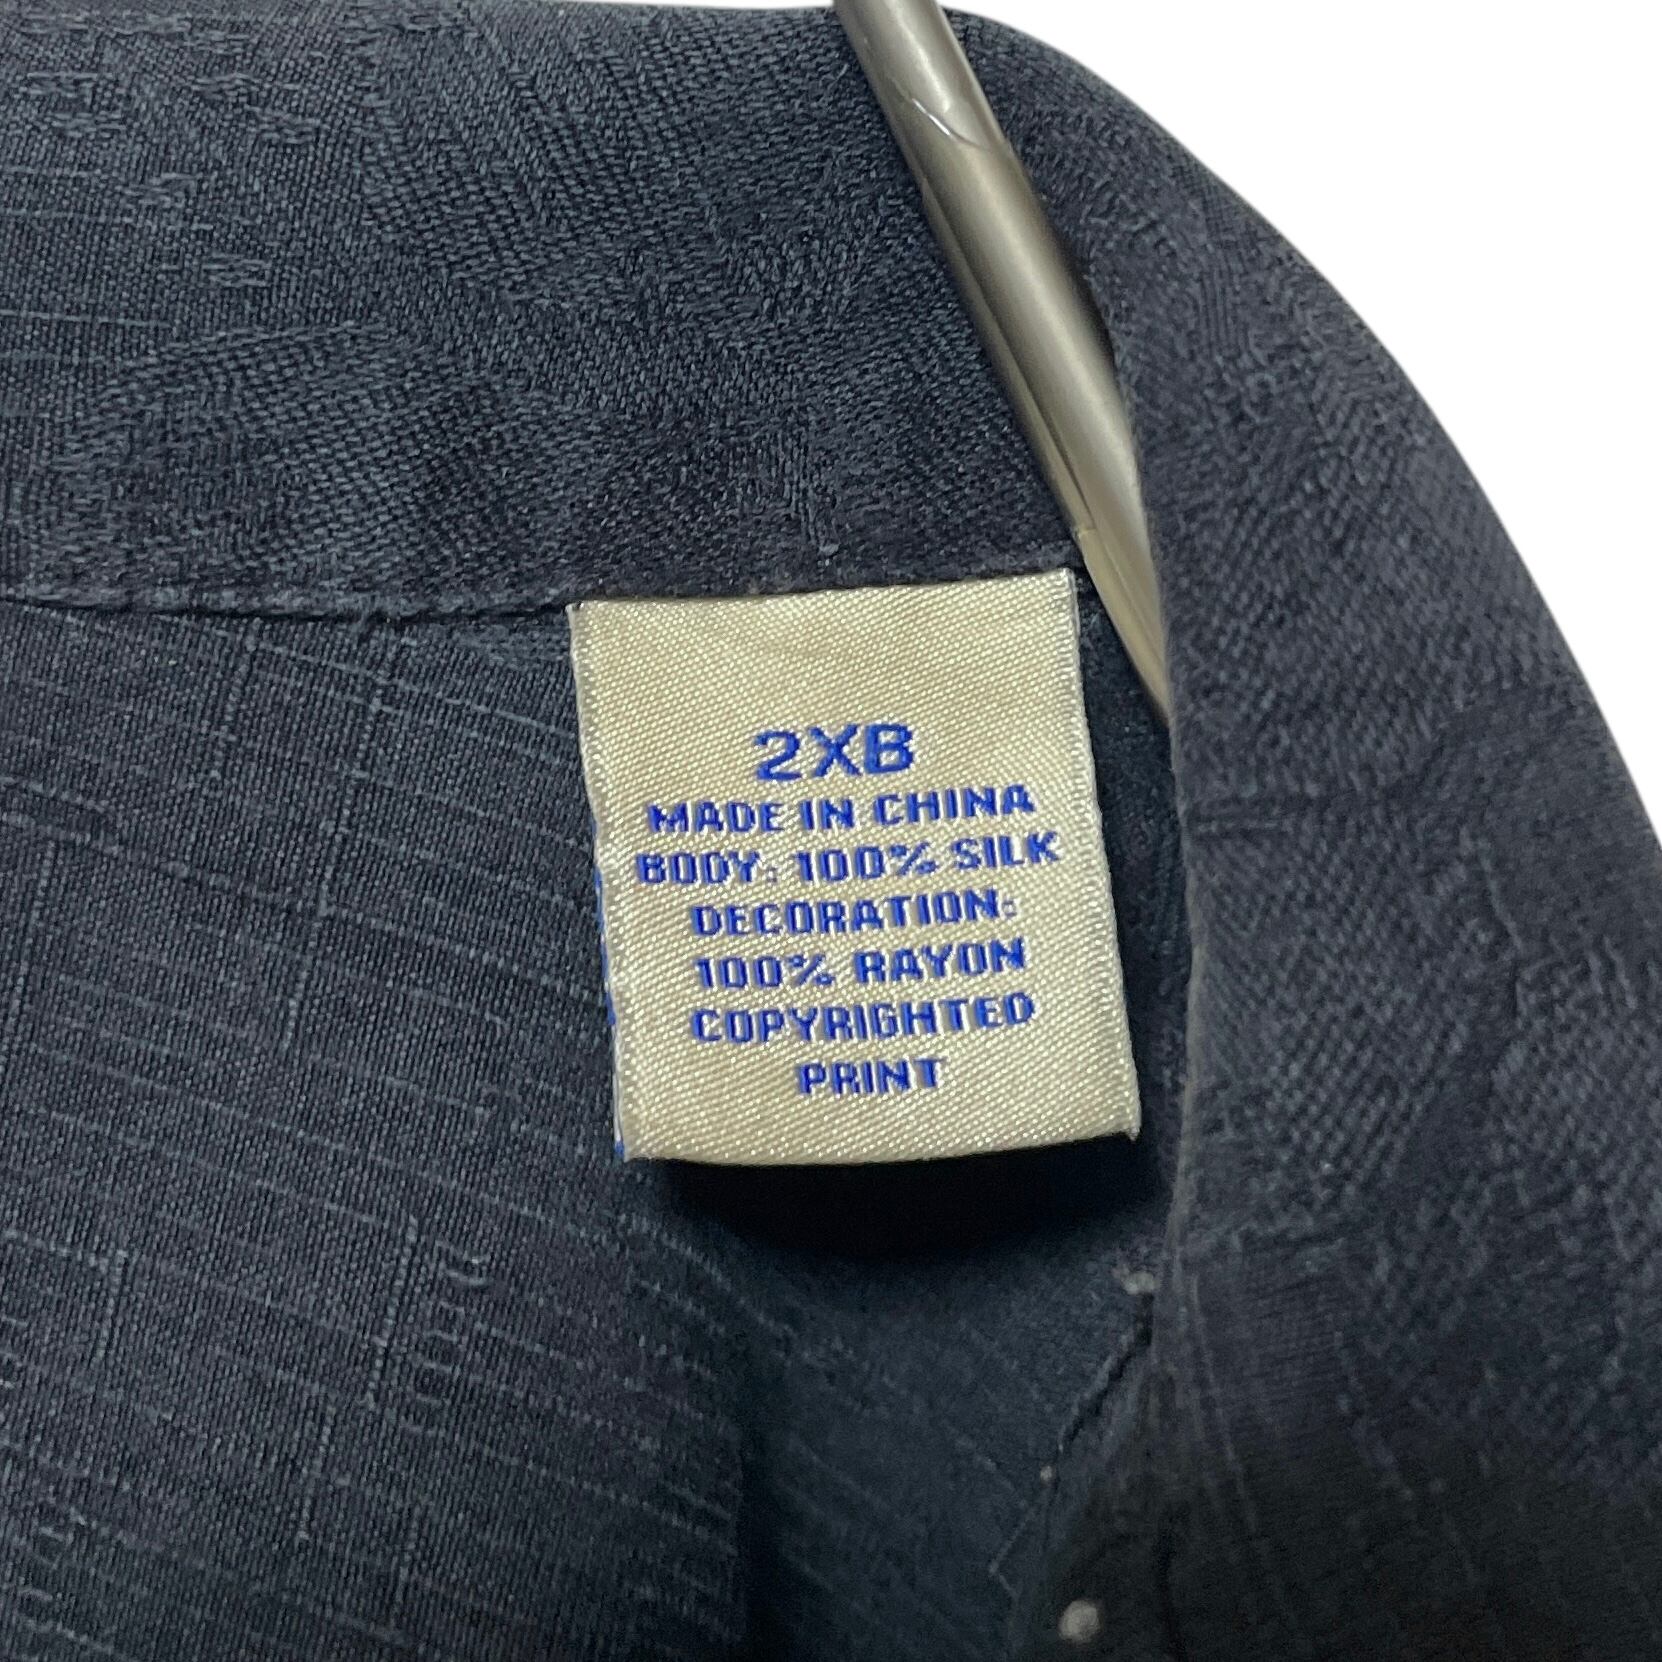 2XB
MADE IN CHINA
BODY: 100% SILK
DECORATION:
100% RAYON
COPYRIGHTED
PRINT